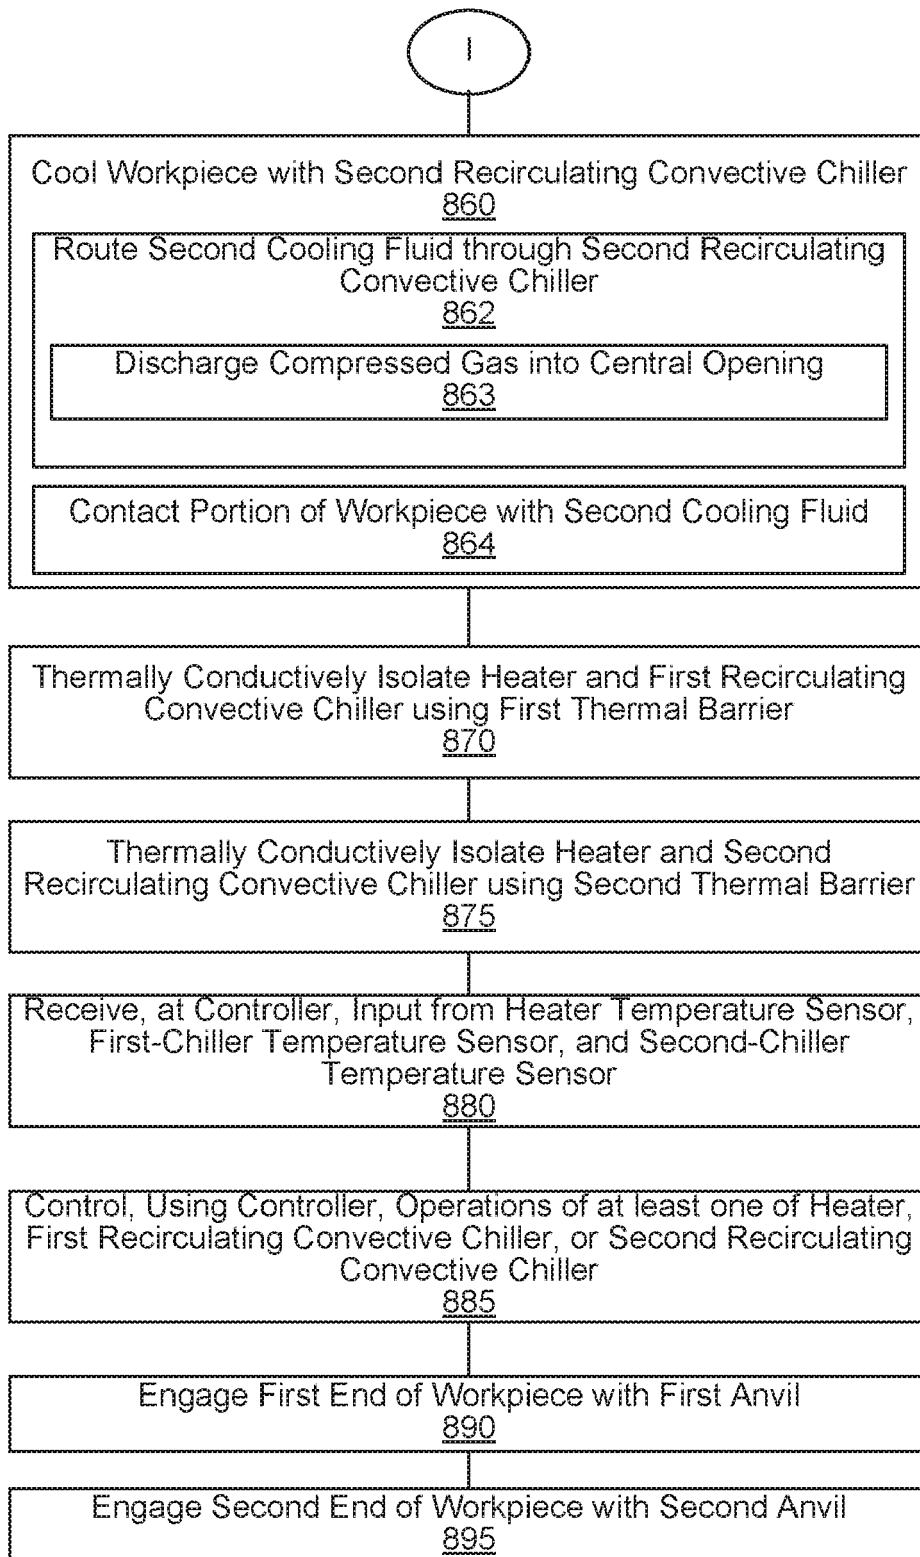 I
Cool Workpiece with Second Recirculating Convective Chiller
860
Route Second Cooling Fluid through Second Recirculating
Convective Chiller
862
Discharge Compressed Gas into Central Opening
863
Contact Portion of Workpiece with Second Cooling Fluid
864
Thermally Conductively Isolate Heater and First Recirculating
Convective Chiller using First Thermal Barrier
870
Thermally Conductively Isolate Heater and Second
Recirculating Convective Chiller using Second Thermal Barrier
875
Receive, at Controller, Input from Heater Temperature Sensor,
First-Chiller Temperature Sensor, and Second-Chiller
Temperature Sensor
880
Control, Using Controller, Operations of at least one of Heater,
First Recirculating Convective Chiller, or Second Recirculating
Convective Chiller
885
Engage First End of Workpiece with First Anvil
890
Engage Second End of Workpiece with Second Anvil
895